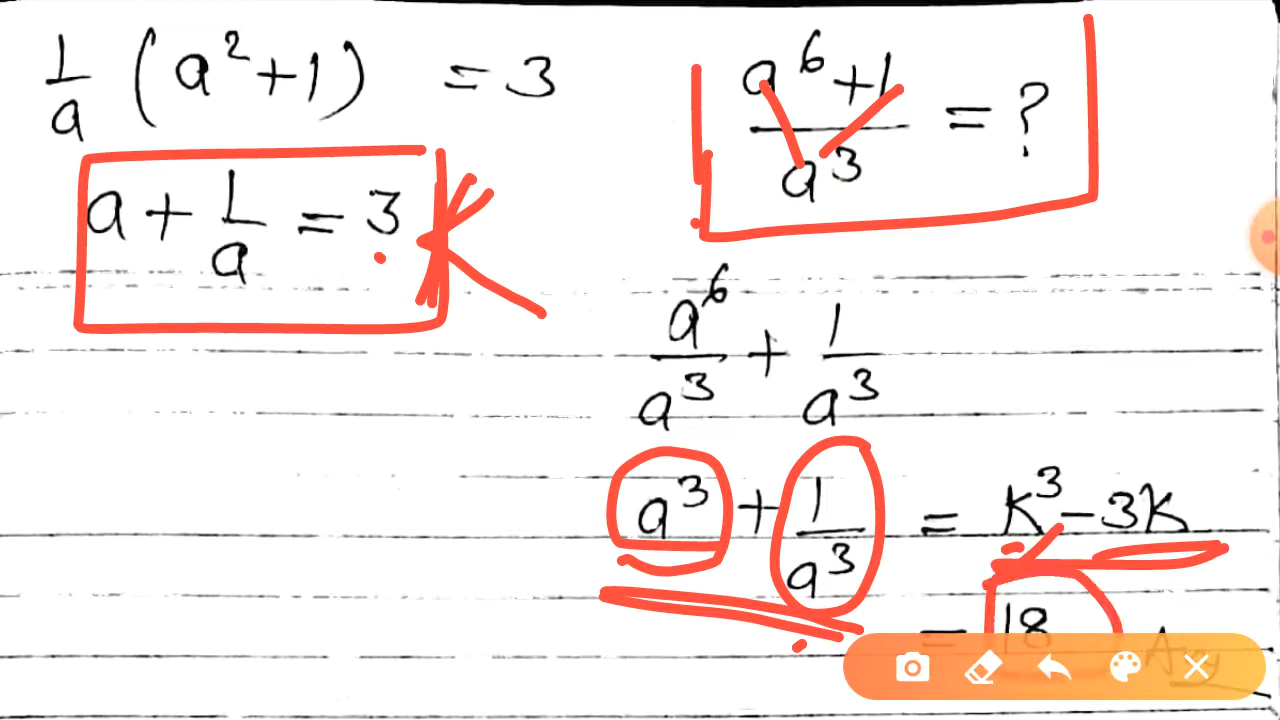 1/a (a²+1) = 3
a + 1/a = 3 K
(a⁶+1)/a³ = ?
a⁶/a³ + 1/a³
a³ + 1/a³ = K³ - 3K
= 18